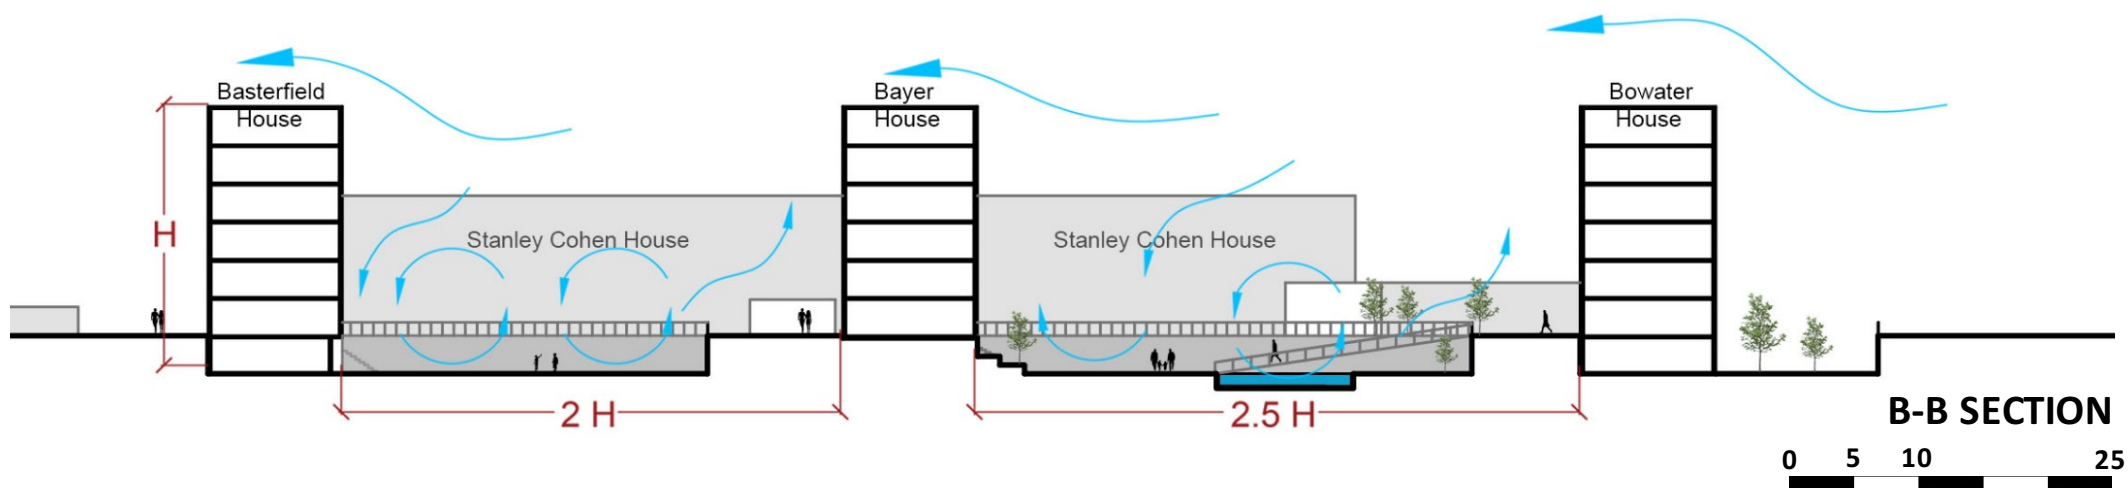 Basterfield
House
Bayer
House
Bowater
House
H
Stanley Cohen House
Stanley Cohen House
2 H
2.5 H
B-B SECTION
0 5 10 25